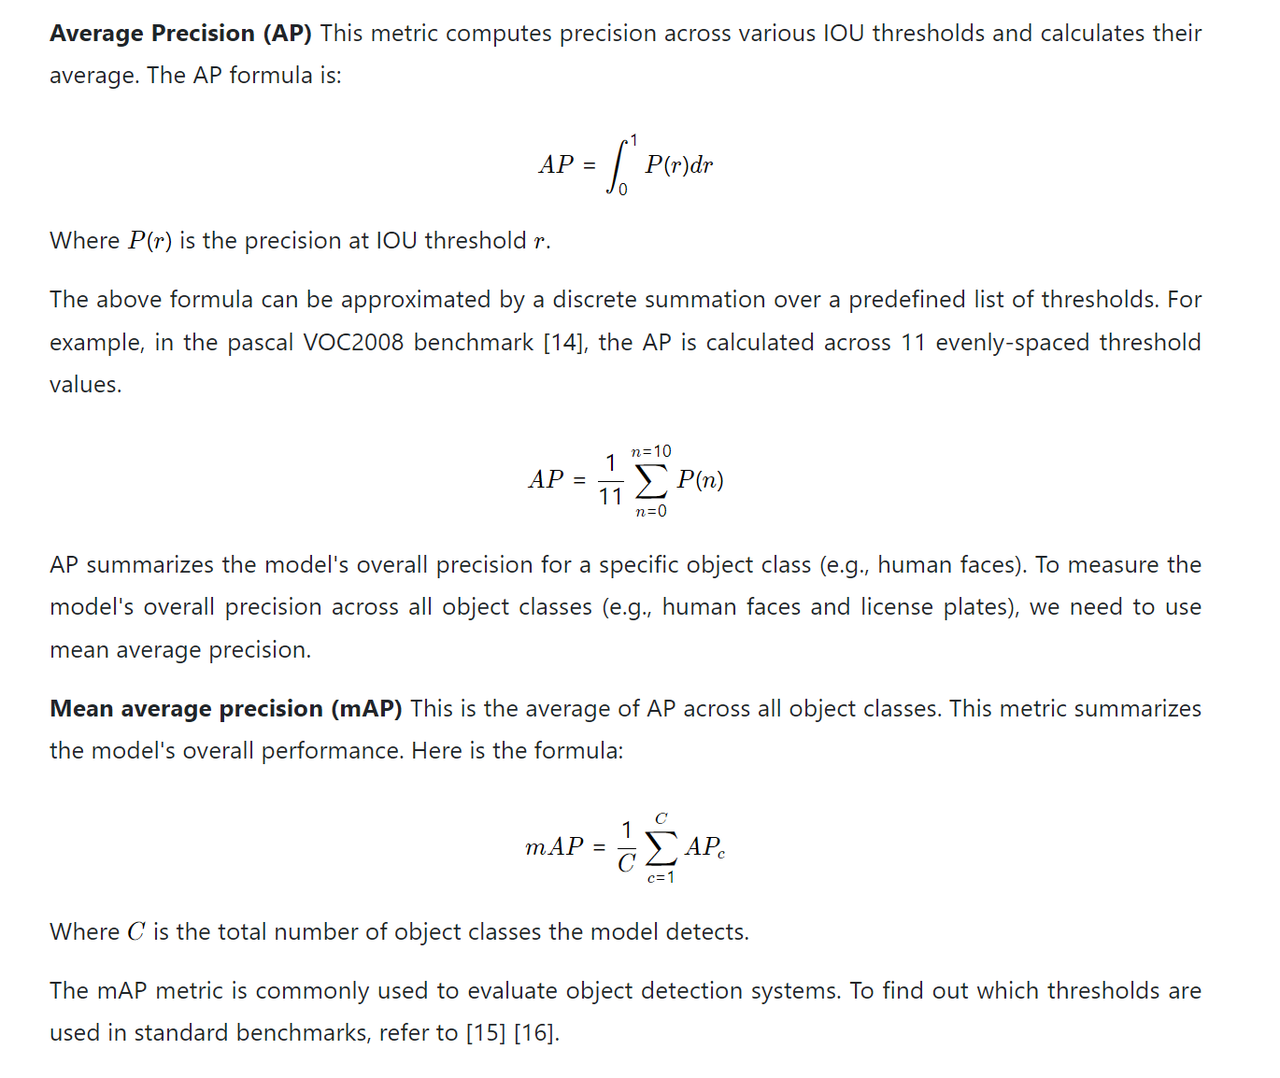 Average Precision (AP) This metric computes precision across various IOU thresholds and calculates their
average. The AP formula is:
AP = ∫₀¹ P(r)dr
Where P(r) is the precision at IOU threshold r.
The above formula can be approximated by a discrete summation over a predefined list of thresholds. For
example, in the pascal VOC2008 benchmark [14], the AP is calculated across 11 evenly-spaced threshold
values.
AP = 1/11 ∑_{n=0}^{n=10} P(n)
AP summarizes the model's overall precision for a specific object class (e.g., human faces). To measure the
model's overall precision across all object classes (e.g., human faces and license plates), we need to use
mean average precision.
Mean average precision (mAP) This is the average of AP across all object classes. This metric summarizes
the model's overall performance. Here is the formula:
mAP = 1/C ∑_{c=1}^{C} AP_c
Where C is the total number of object classes the model detects.
The mAP metric is commonly used to evaluate object detection systems. To find out which thresholds are
used in standard benchmarks, refer to [15] [16].